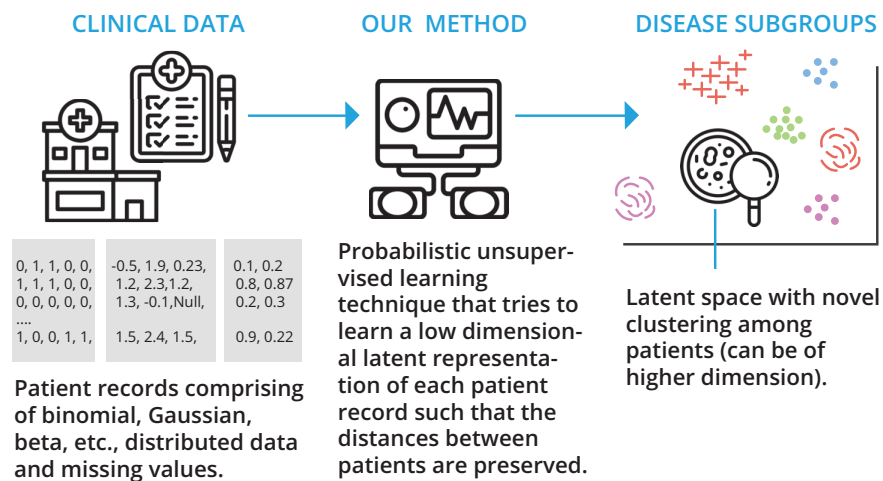 CLINICAL DATA
OUR METHOD
DISEASE SUBGROUPS
0, 1, 1, 0, 0,
1, 1, 1, 0, 0,
0, 0, 0, 0, 0,
....
1, 0, 0, 1, 1,
-0.5, 1.9, 0.23,
1.2, 2.3,1.2,
1.3, -0.1,Null,
1.5, 2.4, 1.5,
0.1, 0.2
0.8, 0.87
0.2, 0.3
0.9, 0.22
Patient records comprising
of binomial, Gaussian,
beta, etc., distributed data
and missing values.
Probabilistic unsuper-
vised learning
technique that tries to
learn a low dimension-
al latent representa-
tion of each patient
record such that the
distances between
patients are preserved.
Latent space with novel
clustering among
patients (can be of
higher dimension).